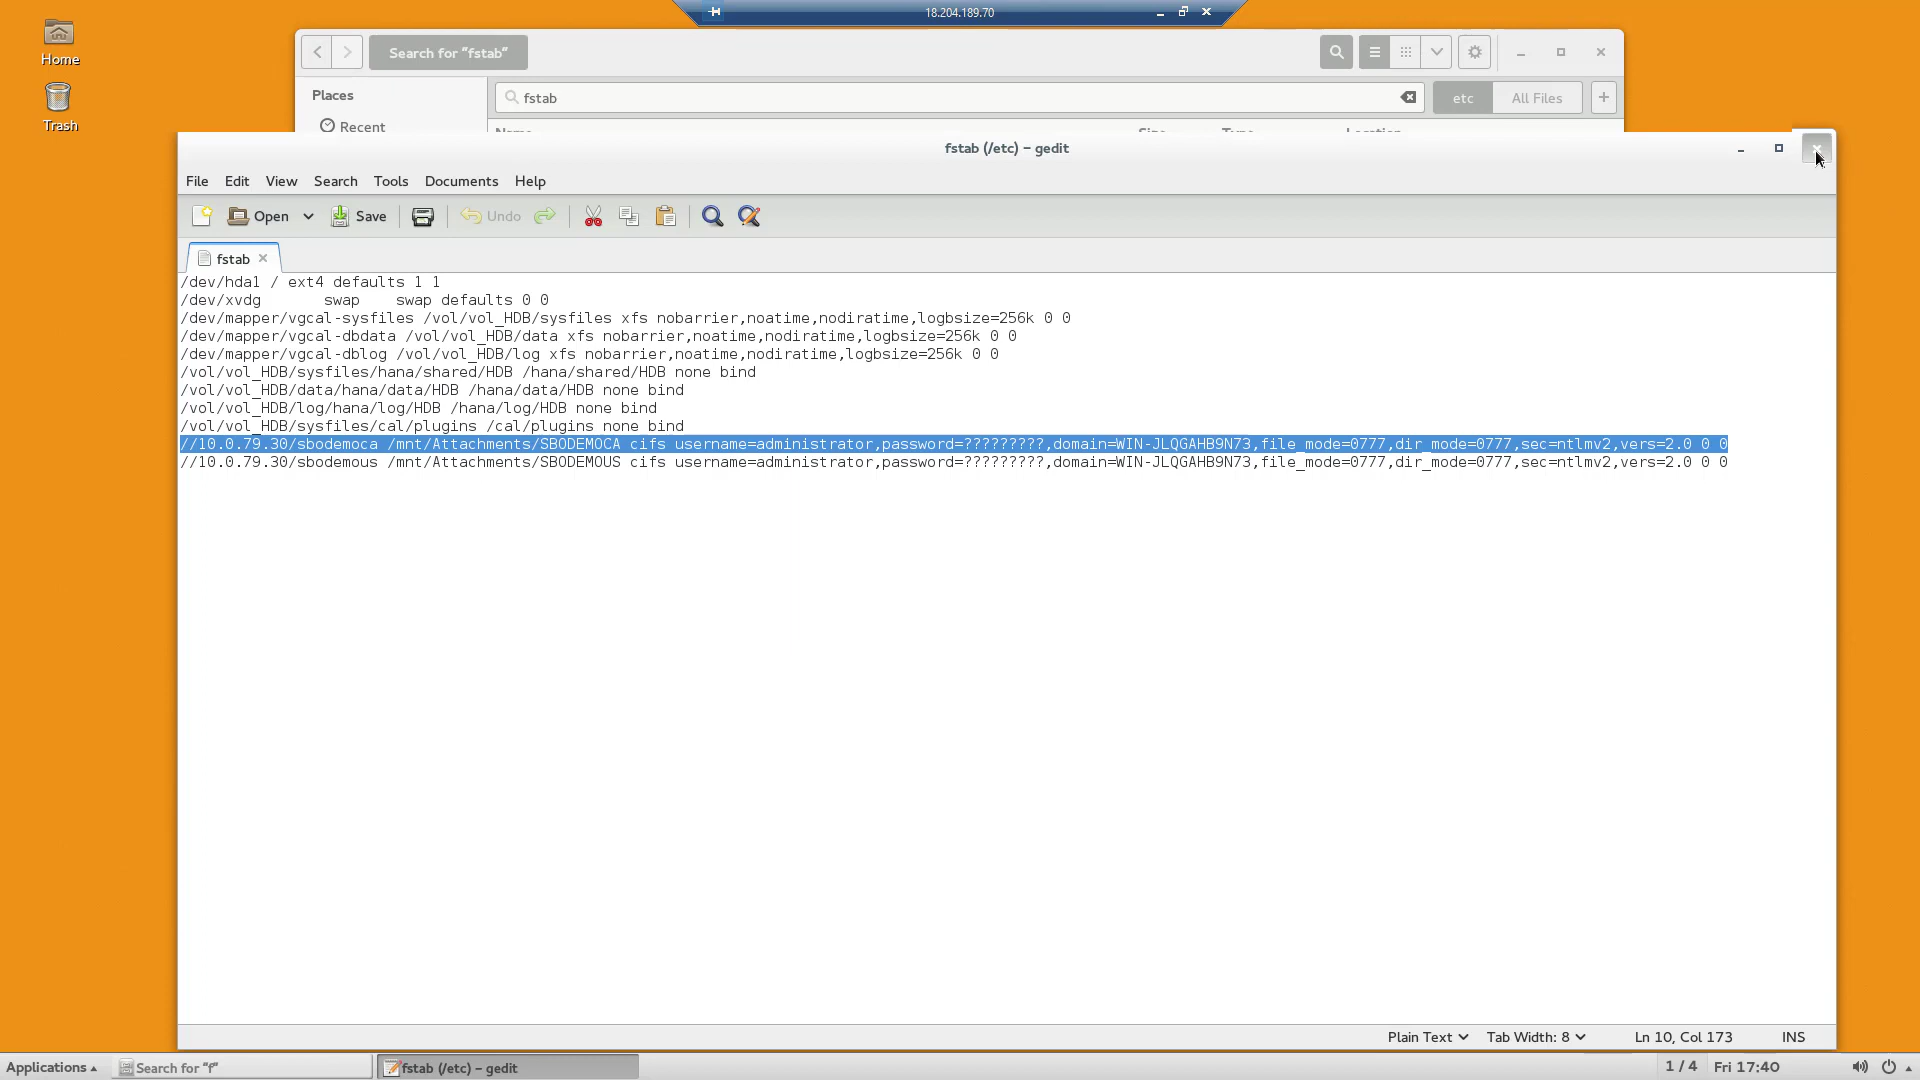 18.204.189.70
Home
Trash
Search for "fstab"
Places
fstab
etc
All Files
Recent
Name
Size
Type
Location
fstab (/etc) – gedit
File Edit View Search Tools Documents Help
Open Save Undo
fstab
/dev/hda1 / ext4 defaults 1 1
/dev/xvdg       swap    swap defaults 0 0
/dev/mapper/vgcal-sysfiles /vol/vol_HDB/sysfiles xfs nobarrier,noatime,nodiratime,logbsize=256k 0 0
/dev/mapper/vgcal-dbdata /vol/vol_HDB/data xfs nobarrier,noatime,nodiratime,logbsize=256k 0 0
/dev/mapper/vgcal-dblog /vol/vol_HDB/log xfs nobarrier,noatime,nodiratime,logbsize=256k 0 0
/vol/vol_HDB/sysfiles/hana/shared/HDB /hana/shared/HDB none bind
/vol/vol_HDB/data/hana/data/HDB /hana/data/HDB none bind
/vol/vol_HDB/log/hana/log/HDB /hana/log/HDB none bind
/vol/vol_HDB/sysfiles/cal/plugins /cal/plugins none bind
//10.0.79.30/sbodemoca /mnt/Attachments/SBODEMOCA cifs username=administrator,password=?????????,domain=WIN-JLQGAHB9N73,file_mode=0777,dir_mode=0777,sec=ntlmv2,vers=2.0 0 0
//10.0.79.30/sbodemous /mnt/Attachments/SBODEMOUS cifs username=administrator,password=?????????,domain=WIN-JLQGAHB9N73,file_mode=0777,dir_mode=0777,sec=ntlmv2,vers=2.0 0 0
Plain Text Tab Width: 8 Ln 10, Col 173 INS
Applications Search for "f" fstab (/etc) – gedit 1 / 4 Fri 17:40